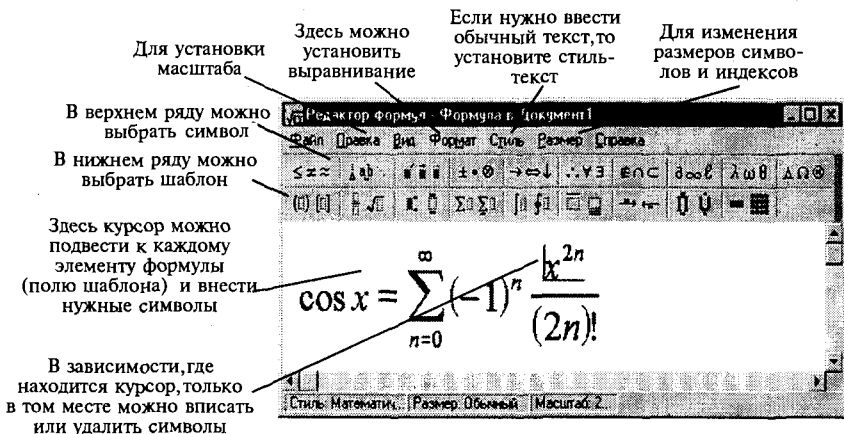 Для установки
масштаба
Здесь можно
установить
выравнивание
Если нужно ввести
обычный текст,то
установите стиль-
текст
Для изменения
размеров симво-
лов и индексов
В верхнем ряду можно
выбрать символ
В нижнем ряду можно
выбрать шаблон
Здесь курсор можно
подвести к каждому
элементу формулы
(полю шаблона) и внести
нужные символы
В зависимости,где
находится курсор,только
в том месте можно вписать
или удалить символы
Редактор формул - Формула в Документ1
Файл Правка Вид Формат Стиль Размер Справка
≤≠≈ ± • ⊗ →⇔↓ ∴∀∃ ∉∩⊂ ∂∞ℓ λωθ ΔΩ⊛
cos x = ∑ n=0 ∞ (−1)ⁿ x²ⁿ / (2n)!
Стиль: Математич... Размер: Обычный Масштаб: 2...